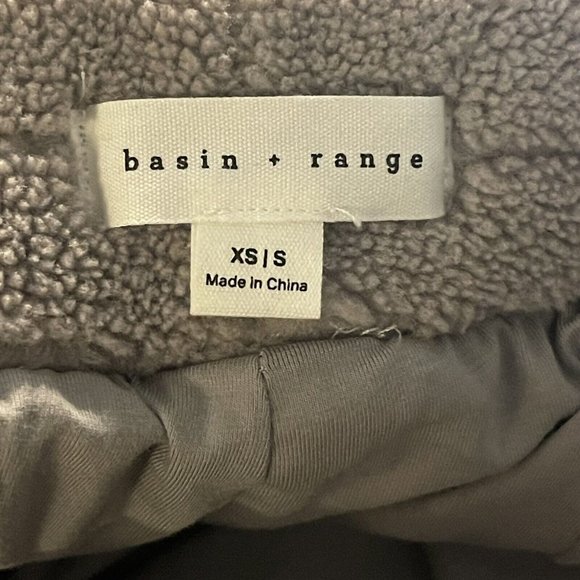 basin + range
XS|S
Made in China